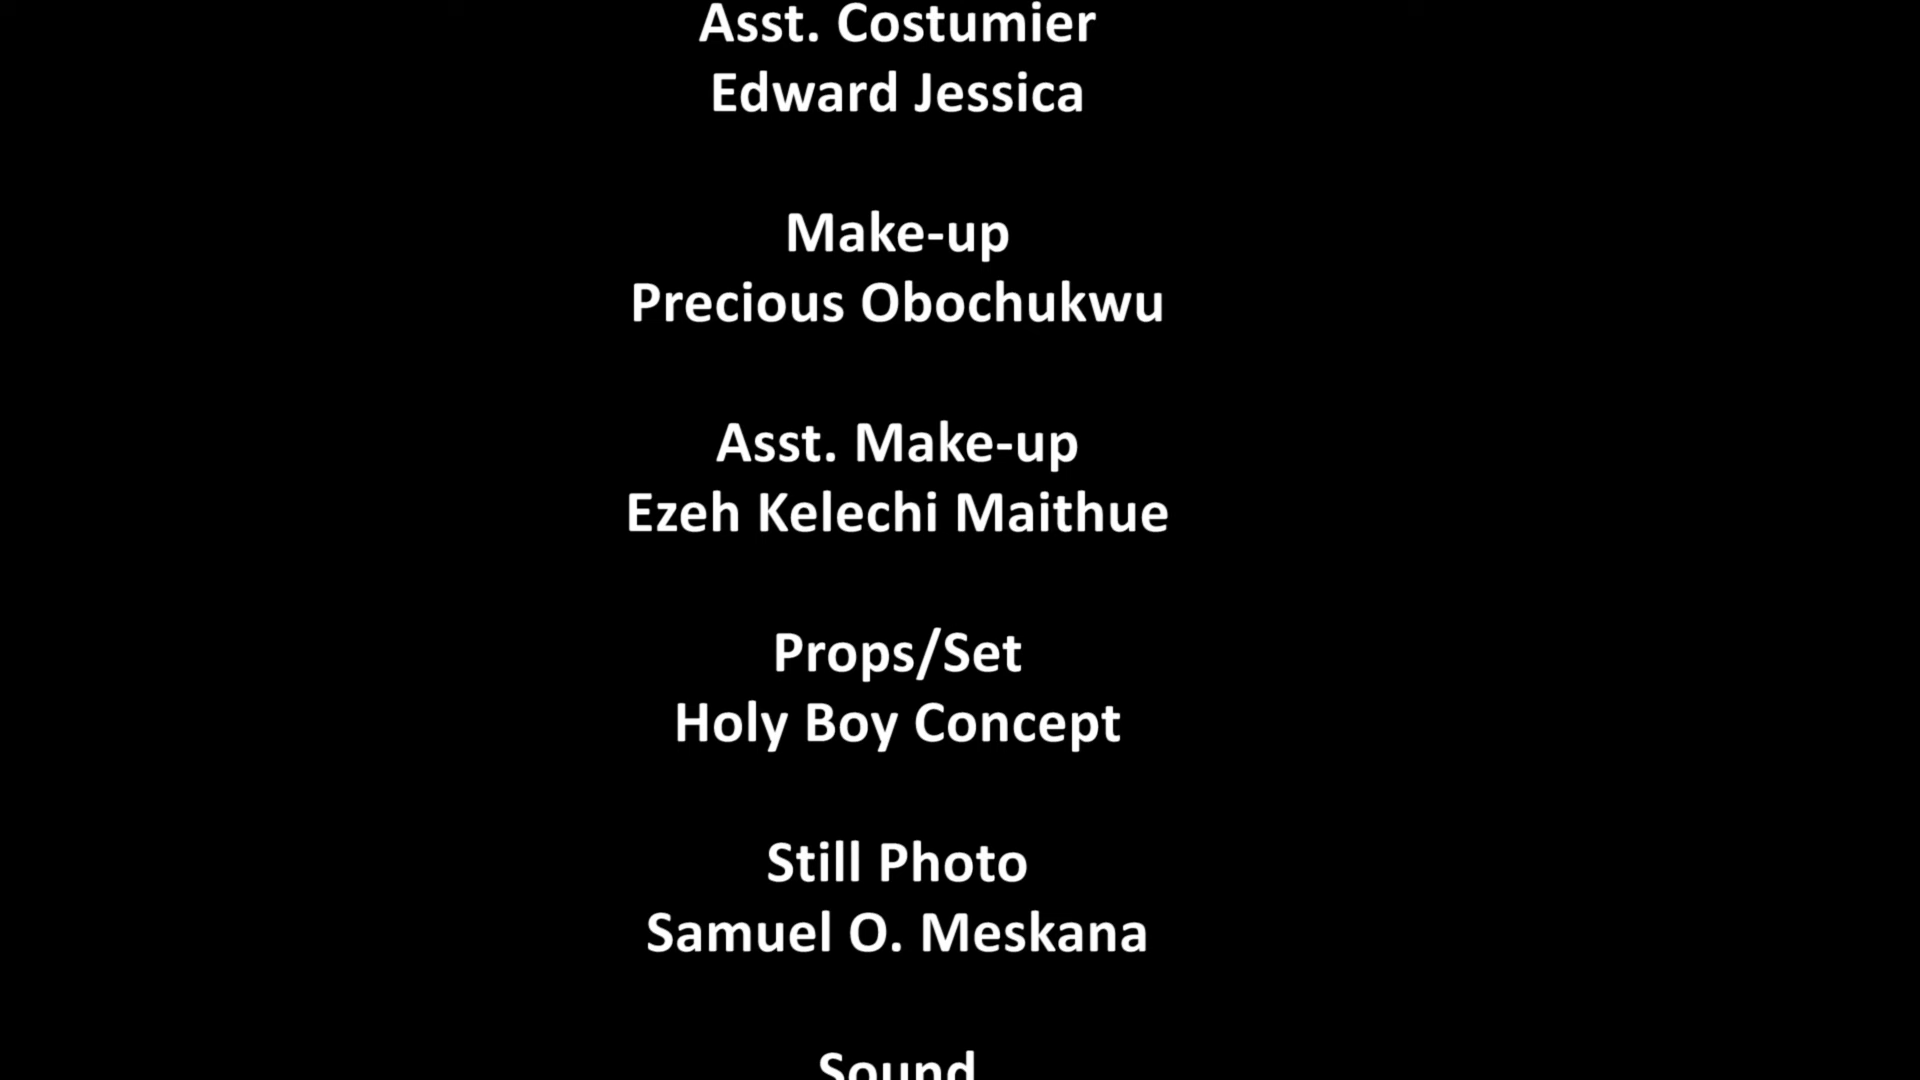 Asst. Costumier
Edward Jessica
Make-up
Precious Obochukwu
Asst. Make-up
Ezeh Kelechi Maithue
Props/Set
Holy Boy Concept
Still Photo
Samuel O. Meskana
Sound